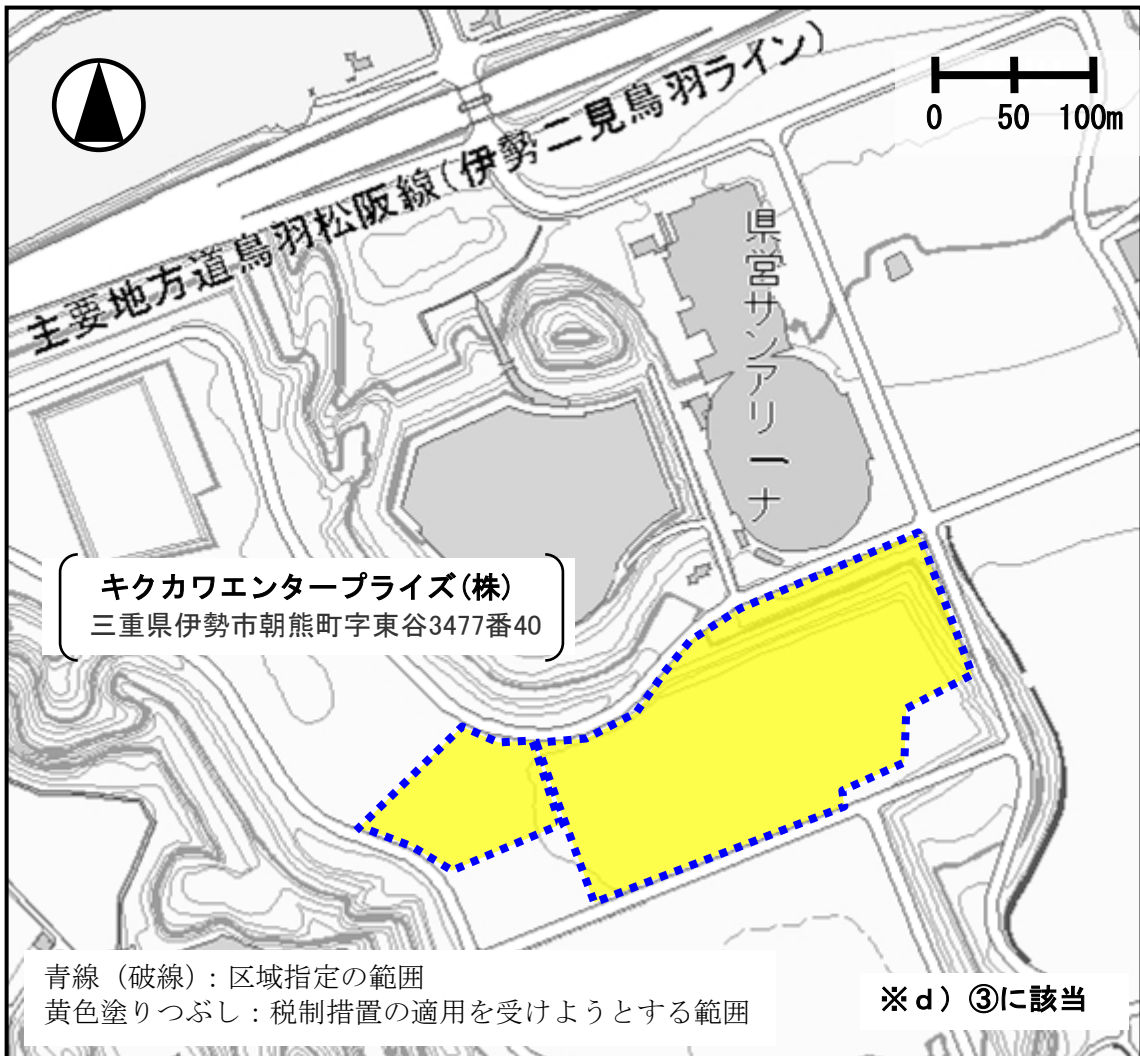 主要地方道鳥羽松阪線(伊勢二見鳥羽ライン)
0 50 100m
県営サンアリーナ
キクカワエンタープライズ(株)
三重県伊勢市朝熊町字東谷3477番40
青線（破線）：区域指定の範囲
黄色塗りつぶし：税制措置の適用を受けようとする範囲
※ｄ）③に該当